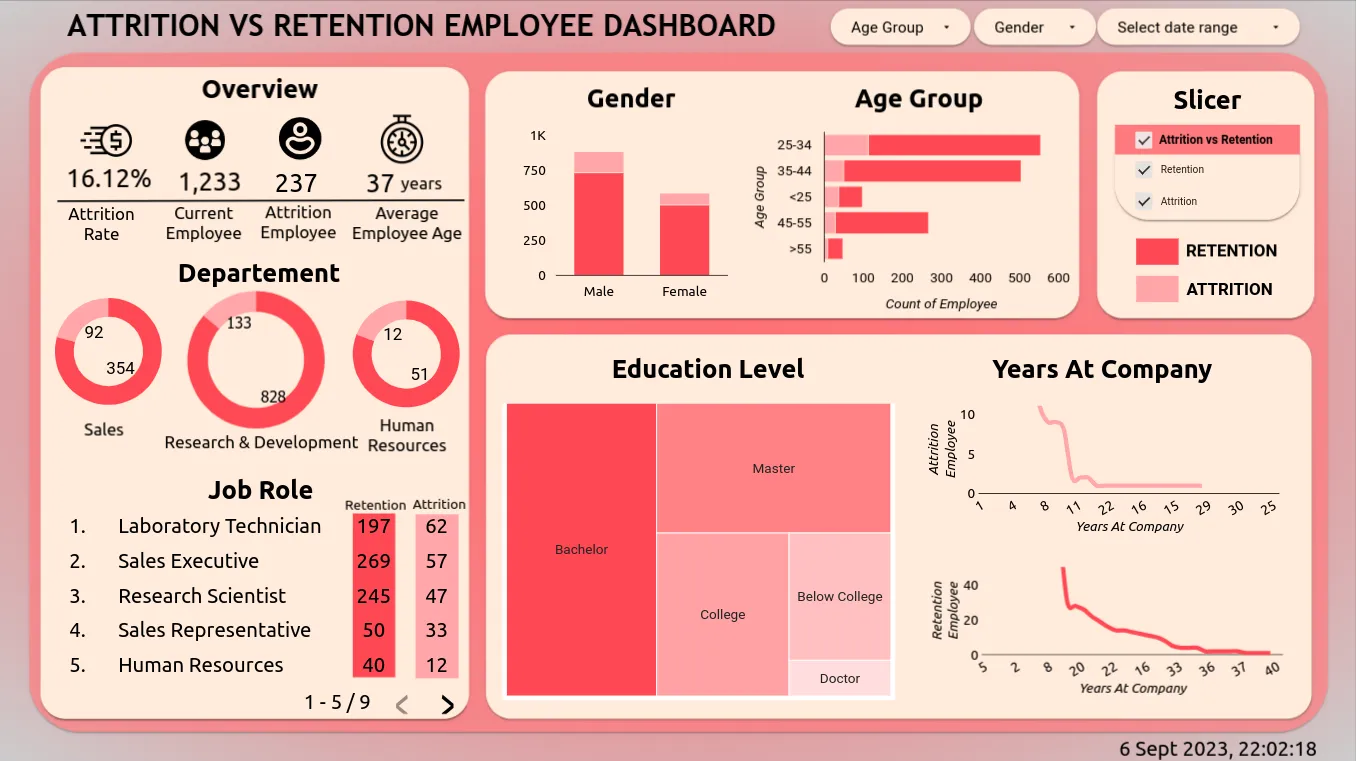 ATTRITION VS RETENTION EMPLOYEE DASHBOARD
Age Group
Gender
Select date range
Overview
16.12%
1,233
237
37 years
Attrition
Rate
Current
Employee
Attrition
Employee
Average
Employee Age
Departement
92
354
Sales
133
828
Research & Development
12
51
Human
Resources
Job Role
Retention Attrition
1. Laboratory Technician 197 62
2. Sales Executive 269 57
3. Research Scientist 245 47
4. Sales Representative 50 33
5. Human Resources 40 12
1 - 5 / 9
Gender
1K
750
500
250
0
Male Female
Age Group
Age Group
25-34
35-44
<25
45-55
>55
0 100 200 300 400 500 600
Count of Employee
Slicer
Attrition vs Retention
Retention
Attrition
RETENTION
ATTRITION
Education Level
Bachelor
Master
College
Below College
Doctor
Years At Company
Attrition
Employee
10
5
0
1 4 8 11 22 16 15 29 30 25
Years At Company
Retention
Employee
40
20
0
5 2 8 20 22 16 33 36 37 40
Years At Company
6 Sept 2023, 22:02:18